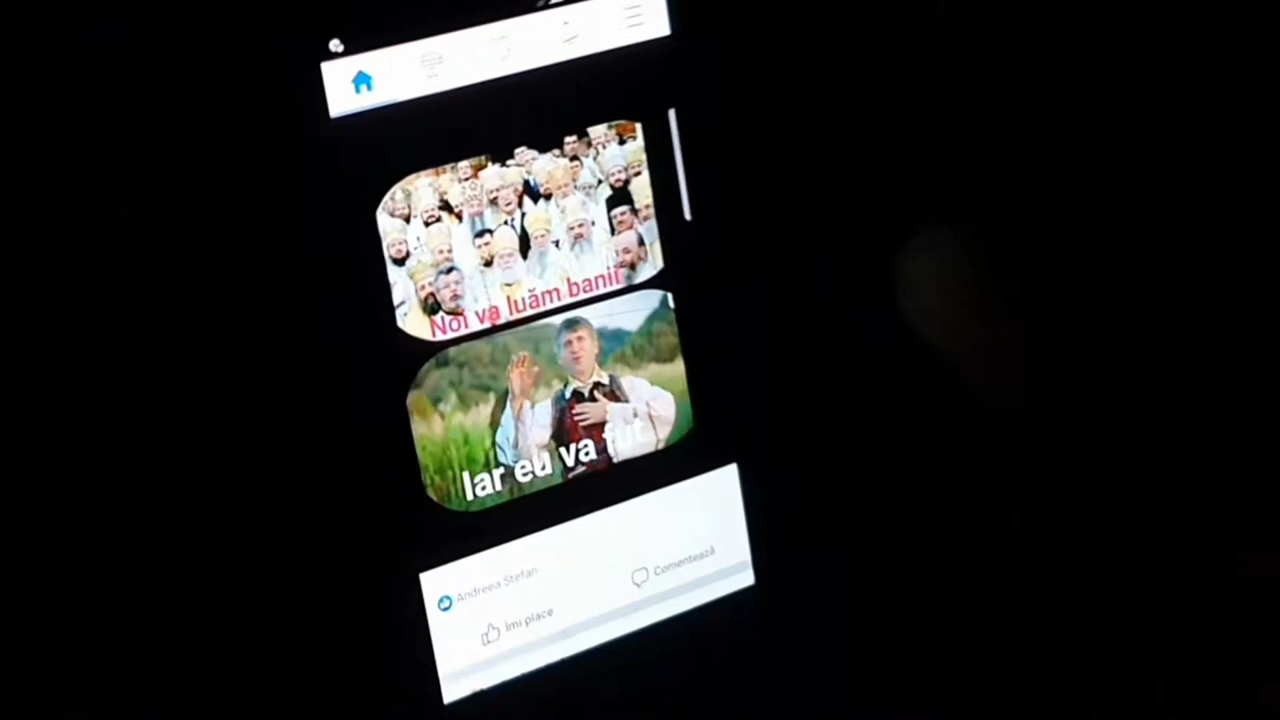 Noi va luăm banii
Iar eu va fut
Andreea Stefan
Îmi place
Comentează